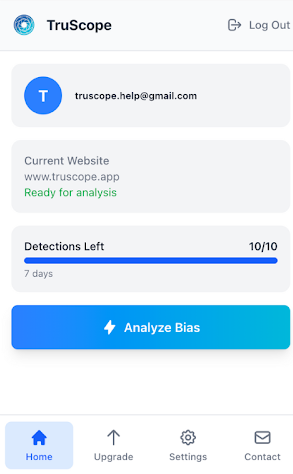 TruScope
Log Out
T
truscope.help@gmail.com
Current Website
www.truscope.app
Ready for analysis
Detections Left
10/10
7 days
Analyze Bias
Home
Upgrade
Settings
Contact